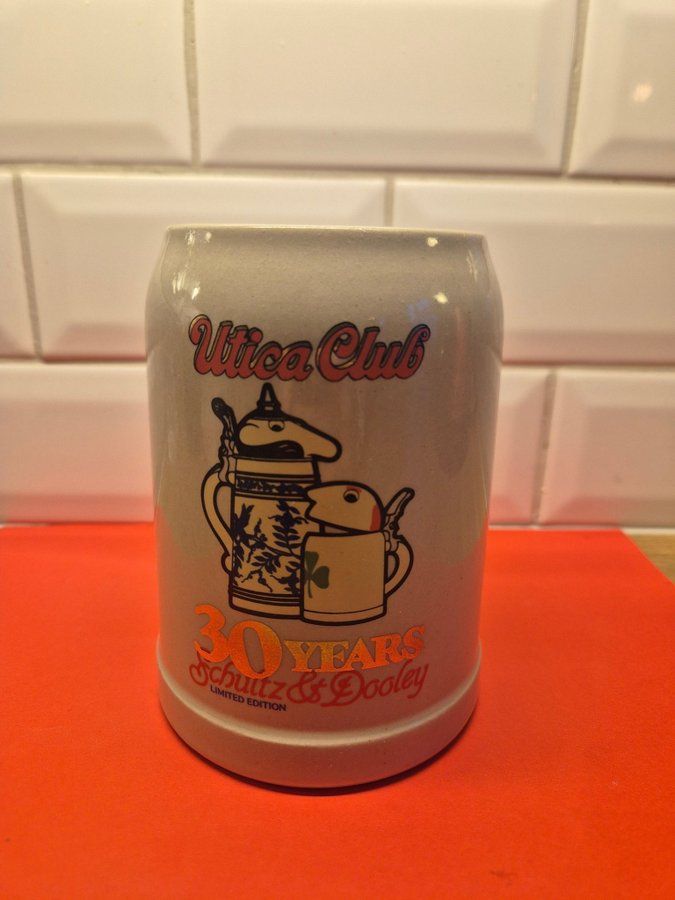 Utica Club
30 YEARS
Schultz & Dooley
LIMITED EDITION